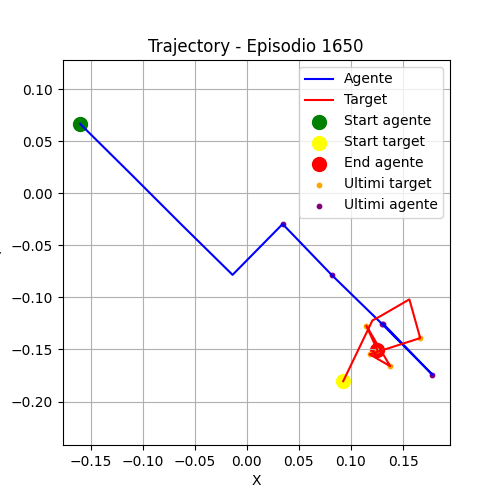 Trajectory - Episodio 1650
Agente
Target
Start agente
Start target
End agente
Ultimi target
Ultimi agente
0.10
0.05
0.00
−0.05
−0.10
−0.15
−0.20
−0.15
−0.10
−0.05
0.00
0.05
0.10
0.15
X